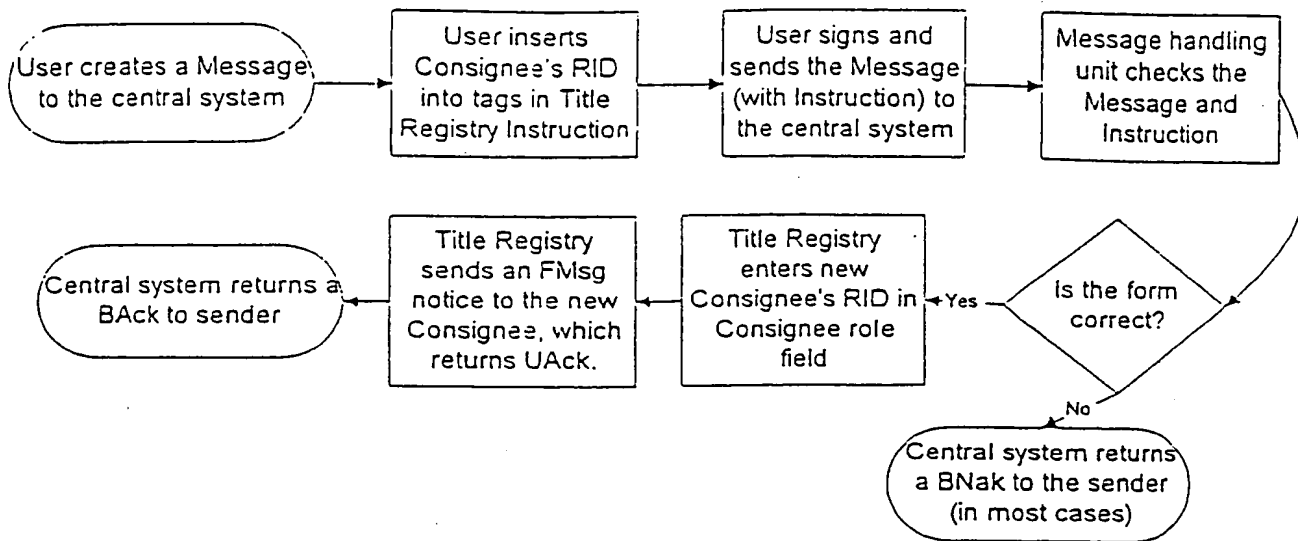 User creates a Message
to the central system
User inserts
Consignee's RID
into tags in Title
Registry Instruction
User signs and
sends the Message
(with Instruction) to
the central system
Message handling
unit checks the
Message and
Instruction
Is the form
correct?
Yes
Title Registry
enters new
Consignee's RID in
Consignee role
field
Title Registry
sends an FMsg
notice to the new
Consignee, which
returns UAck.
Central system returns a
BAck to sender
No
Central system returns
a BNak to the sender
(in most cases)